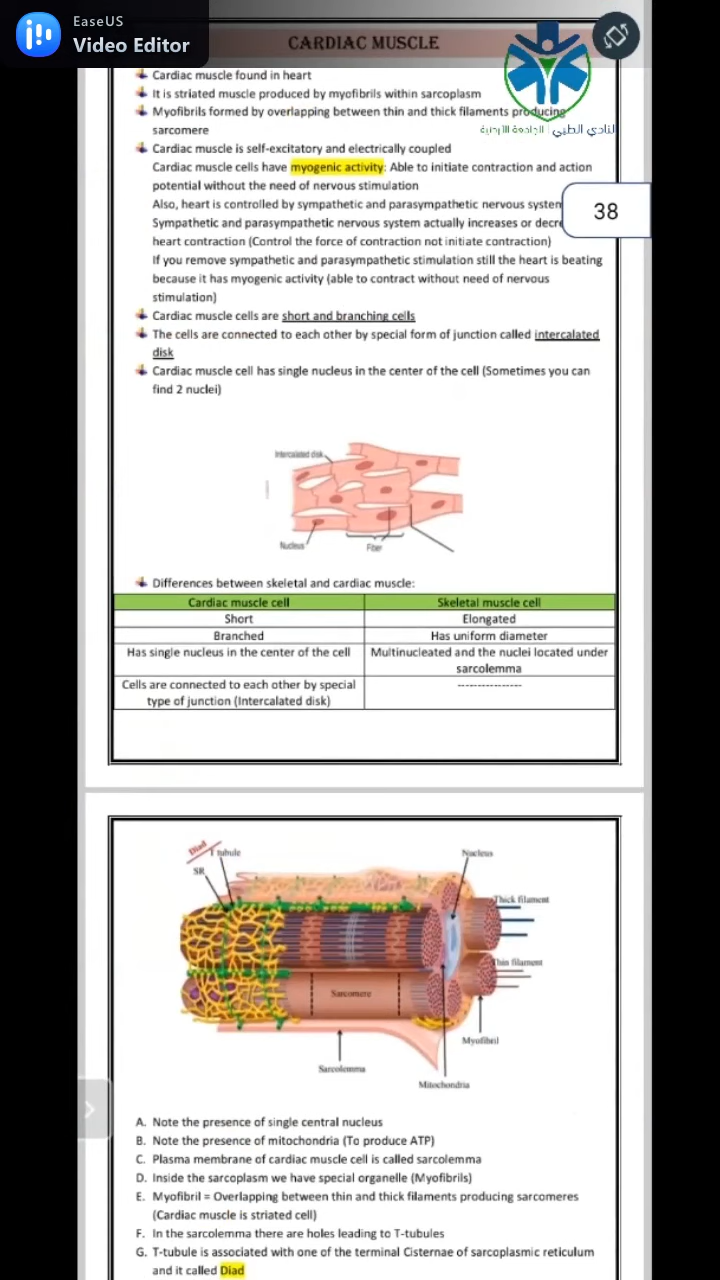 EaseUS
Video Editor
CARDIAC MUSCLE
النادي الطبي | الجامعة الأردنية
Cardiac muscle found in heart
It is striated muscle produced by myofibrils within sarcoplasm
Myofibrils formed by overlapping between thin and thick filaments producing
sarcomere
Cardiac muscle is self-excitatory and electrically coupled
Cardiac muscle cells have myogenic activity: Able to initiate contraction and action
potential without the need of nervous stimulation
Also, heart is controlled by sympathetic and parasympathetic nervous system
Sympathetic and parasympathetic nervous system actually increases or decre
38
heart contraction (Control the force of contraction not initiate contraction)
If you remove sympathetic and parasympathetic stimulation still the heart is beating
because it has myogenic activity (able to contract without need of nervous
stimulation)
Cardiac muscle cells are short and branching cells
The cells are connected to each other by special form of junction called intercalated
disk
Cardiac muscle cell has single nucleus in the center of the cell (Sometimes you can
find 2 nuclei)
Intercalated disk
Nucleus
Fiber
Differences between skeletal and cardiac muscle:
Cardiac muscle cell Skeletal muscle cell
Short Elongated
Branched Has uniform diameter
Has single nucleus in the center of the cell Multinucleated and the nuclei located under
sarcolemma
Cells are connected to each other by special ----------------
type of junction (Intercalated disk)
Diad
T tubule
Nucleus
SR
Thick filament
Thin filament
Sarcomere
Myofibril
Sarcolemma
Mitochondria
A. Note the presence of single central nucleus
B. Note the presence of mitochondria (To produce ATP)
C. Plasma membrane of cardiac muscle cell is called sarcolemma
D. Inside the sarcoplasm we have special organelle (Myofibrils)
E. Myofibril = Overlapping between thin and thick filaments producing sarcomeres
(Cardiac muscle is striated cell)
F. In the sarcolemma there are holes leading to T-tubules
G. T-tubule is associated with one of the terminal Cisternae of sarcoplasmic reticulum
and it called Diad